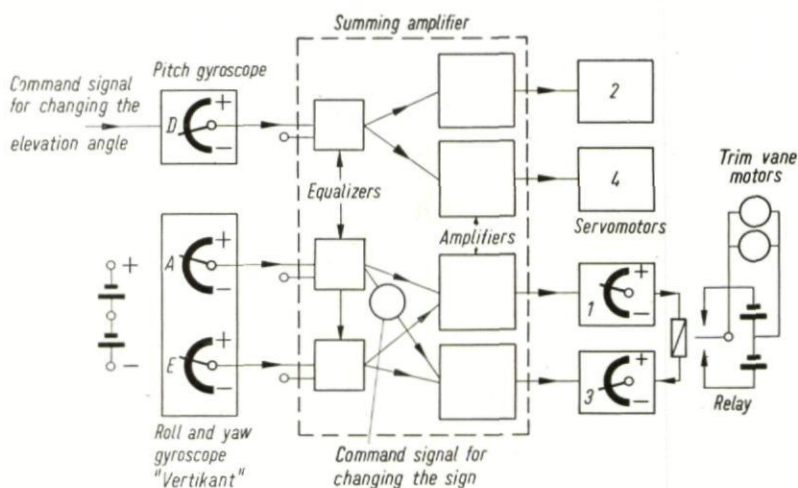 Summing amplifier
Pitch gyroscope
Command signal
for changing the
elevation angle
D
+
−
2
4
Equalizers
Amplifiers
Servomotors
Trim vane
motors
+
−
A
+
−
E
+
−
1
+
−
3
+
−
Relay
Roll and yaw
gyroscope
"Vertikant"
Command signal for
changing the sign